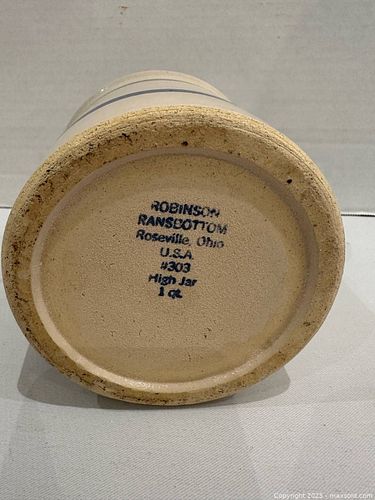 ROBINSON
RANSBOTTOM
Roseville, Ohio
U.S.A.
#303
High Jar
1 qt.
Copyright 2023 - maxsold.com